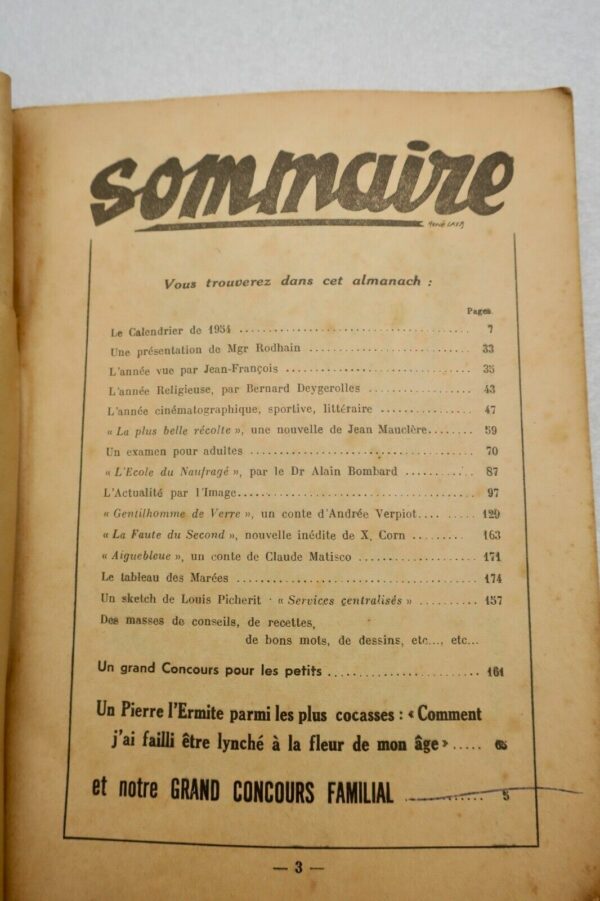 sommaire
Hervé LACR
Vous trouverez dans cet almanach :
Pages
Le Calendrier de 1954 ........ 7
Une présentation de Mgr Rodhain ........ 33
L'année vue par Jean-François ........ 35
L'année Religieuse, par Bernard Deygerolles ........ 43
L'année cinématographique, sportive, littéraire ........ 47
« La plus belle récolte », une nouvelle de Jean Mauclère........ 59
Un examen pour adultes ........ 70
« L'Ecole du Naufragé », par le Dr Alain Bombard ........ 87
L'Actualité par l'Image........ 97
« Gentilhomme de Verre », un conte d'Andrée Verpiot.... ...... 129
« La Faute du Second », nouvelle inédite de X. Corn ........ 163
« Aiguebleue », un conte de Claude Matisco ........ 171
Le tableau des Marées ........ 174
Un sketch de Louis Picherit · « Services centralisés » ........ 157
Des masses de conseils, de recettes,
de bons mots, de dessins, etc..., etc...
Un grand Concours pour les petits ........ 161
Un Pierre l'Ermite parmi les plus cocasses : « Comment
j'ai failli être lynché à la fleur de mon âge »..... 65
et notre GRAND CONCOURS FAMILIAL ........ 5
— 3 —